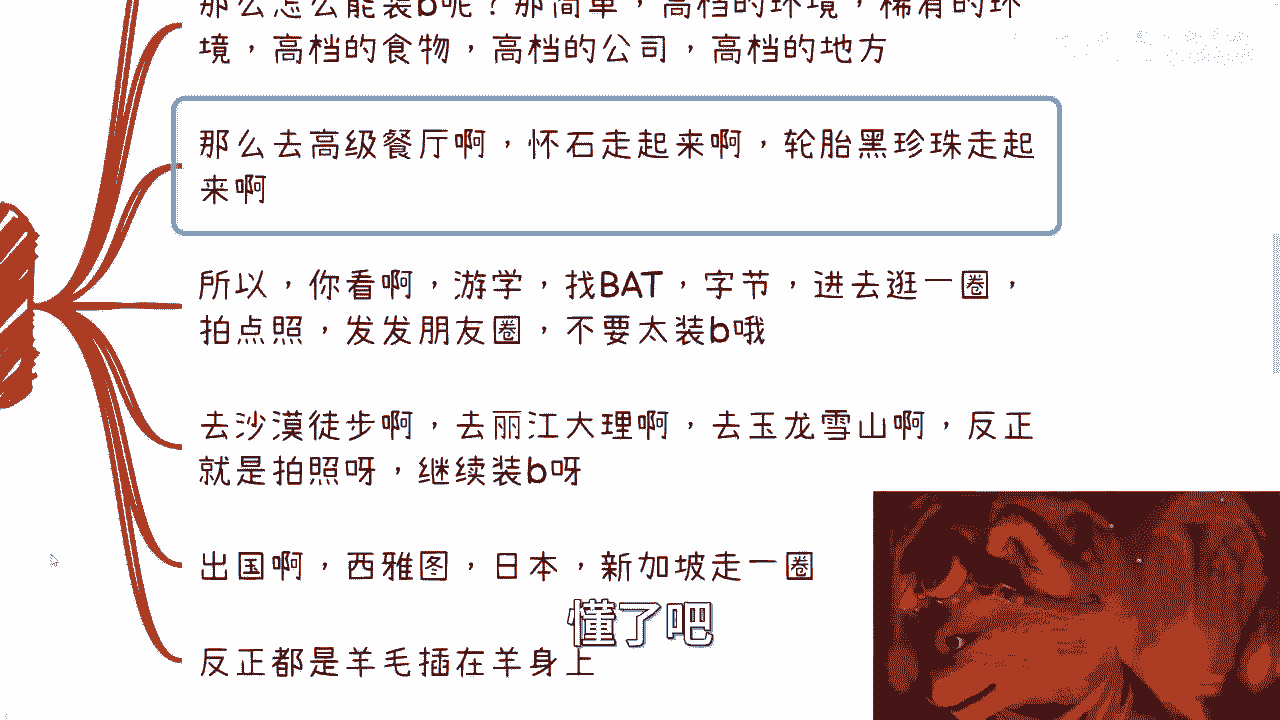 那么怎么能装b呢？那简单，高档的环境，稀有的环
境，高档的食物，高档的公司，高档的地方
那么去高级餐厅啊，怀石走起来啊，轮胎黑珍珠走起
来啊
所以，你看啊，游学，找BAT，字节，进去逛一圈，
拍点照，发发朋友圈，不要太装b哦
去沙漠徒步啊，去丽江大理啊，去玉龙雪山啊，反正
就是拍照呀，继续装b呀
出国啊，西雅图，日本，新加坡走一圈
懂了吧
反正都是羊毛插在羊身上